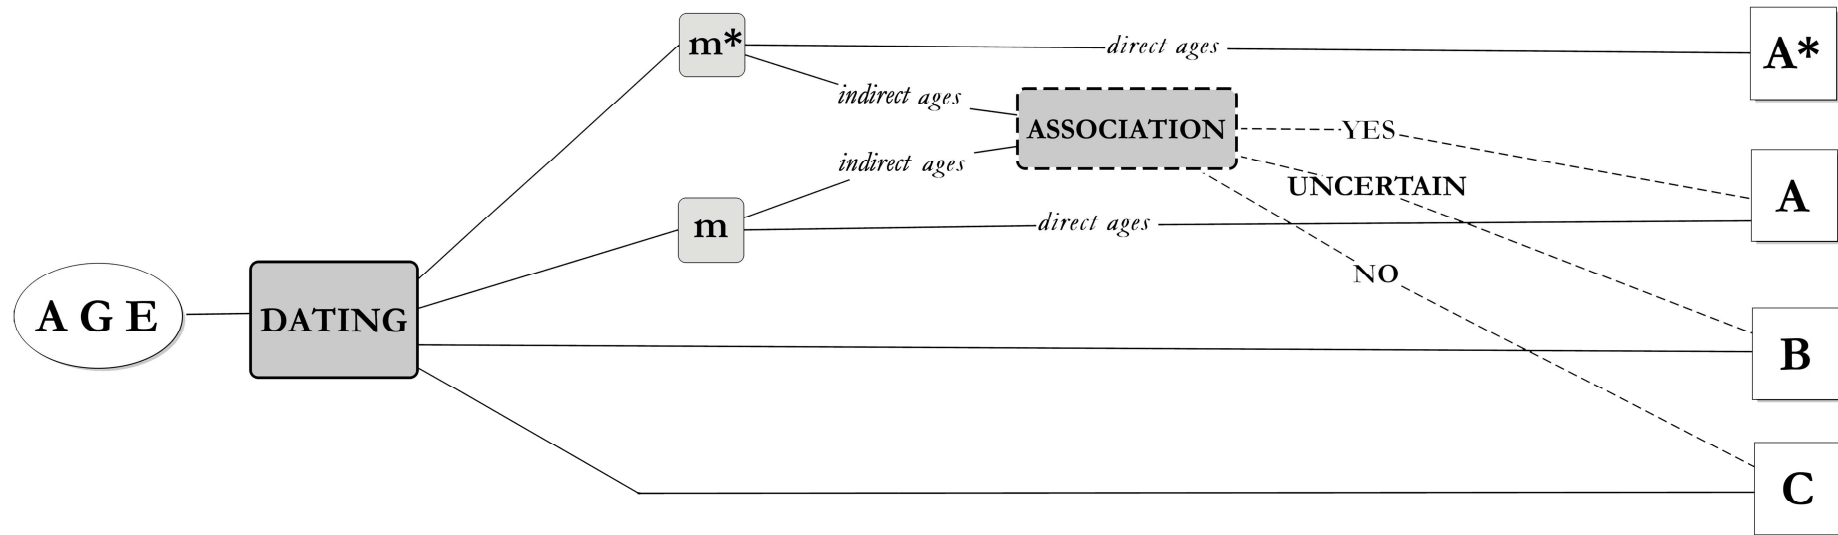 m*
direct ages
A*
indirect ages
ASSOCIATION
YES
indirect ages
UNCERTAIN
A
m
direct ages
NO
A G E
DATING
B
C